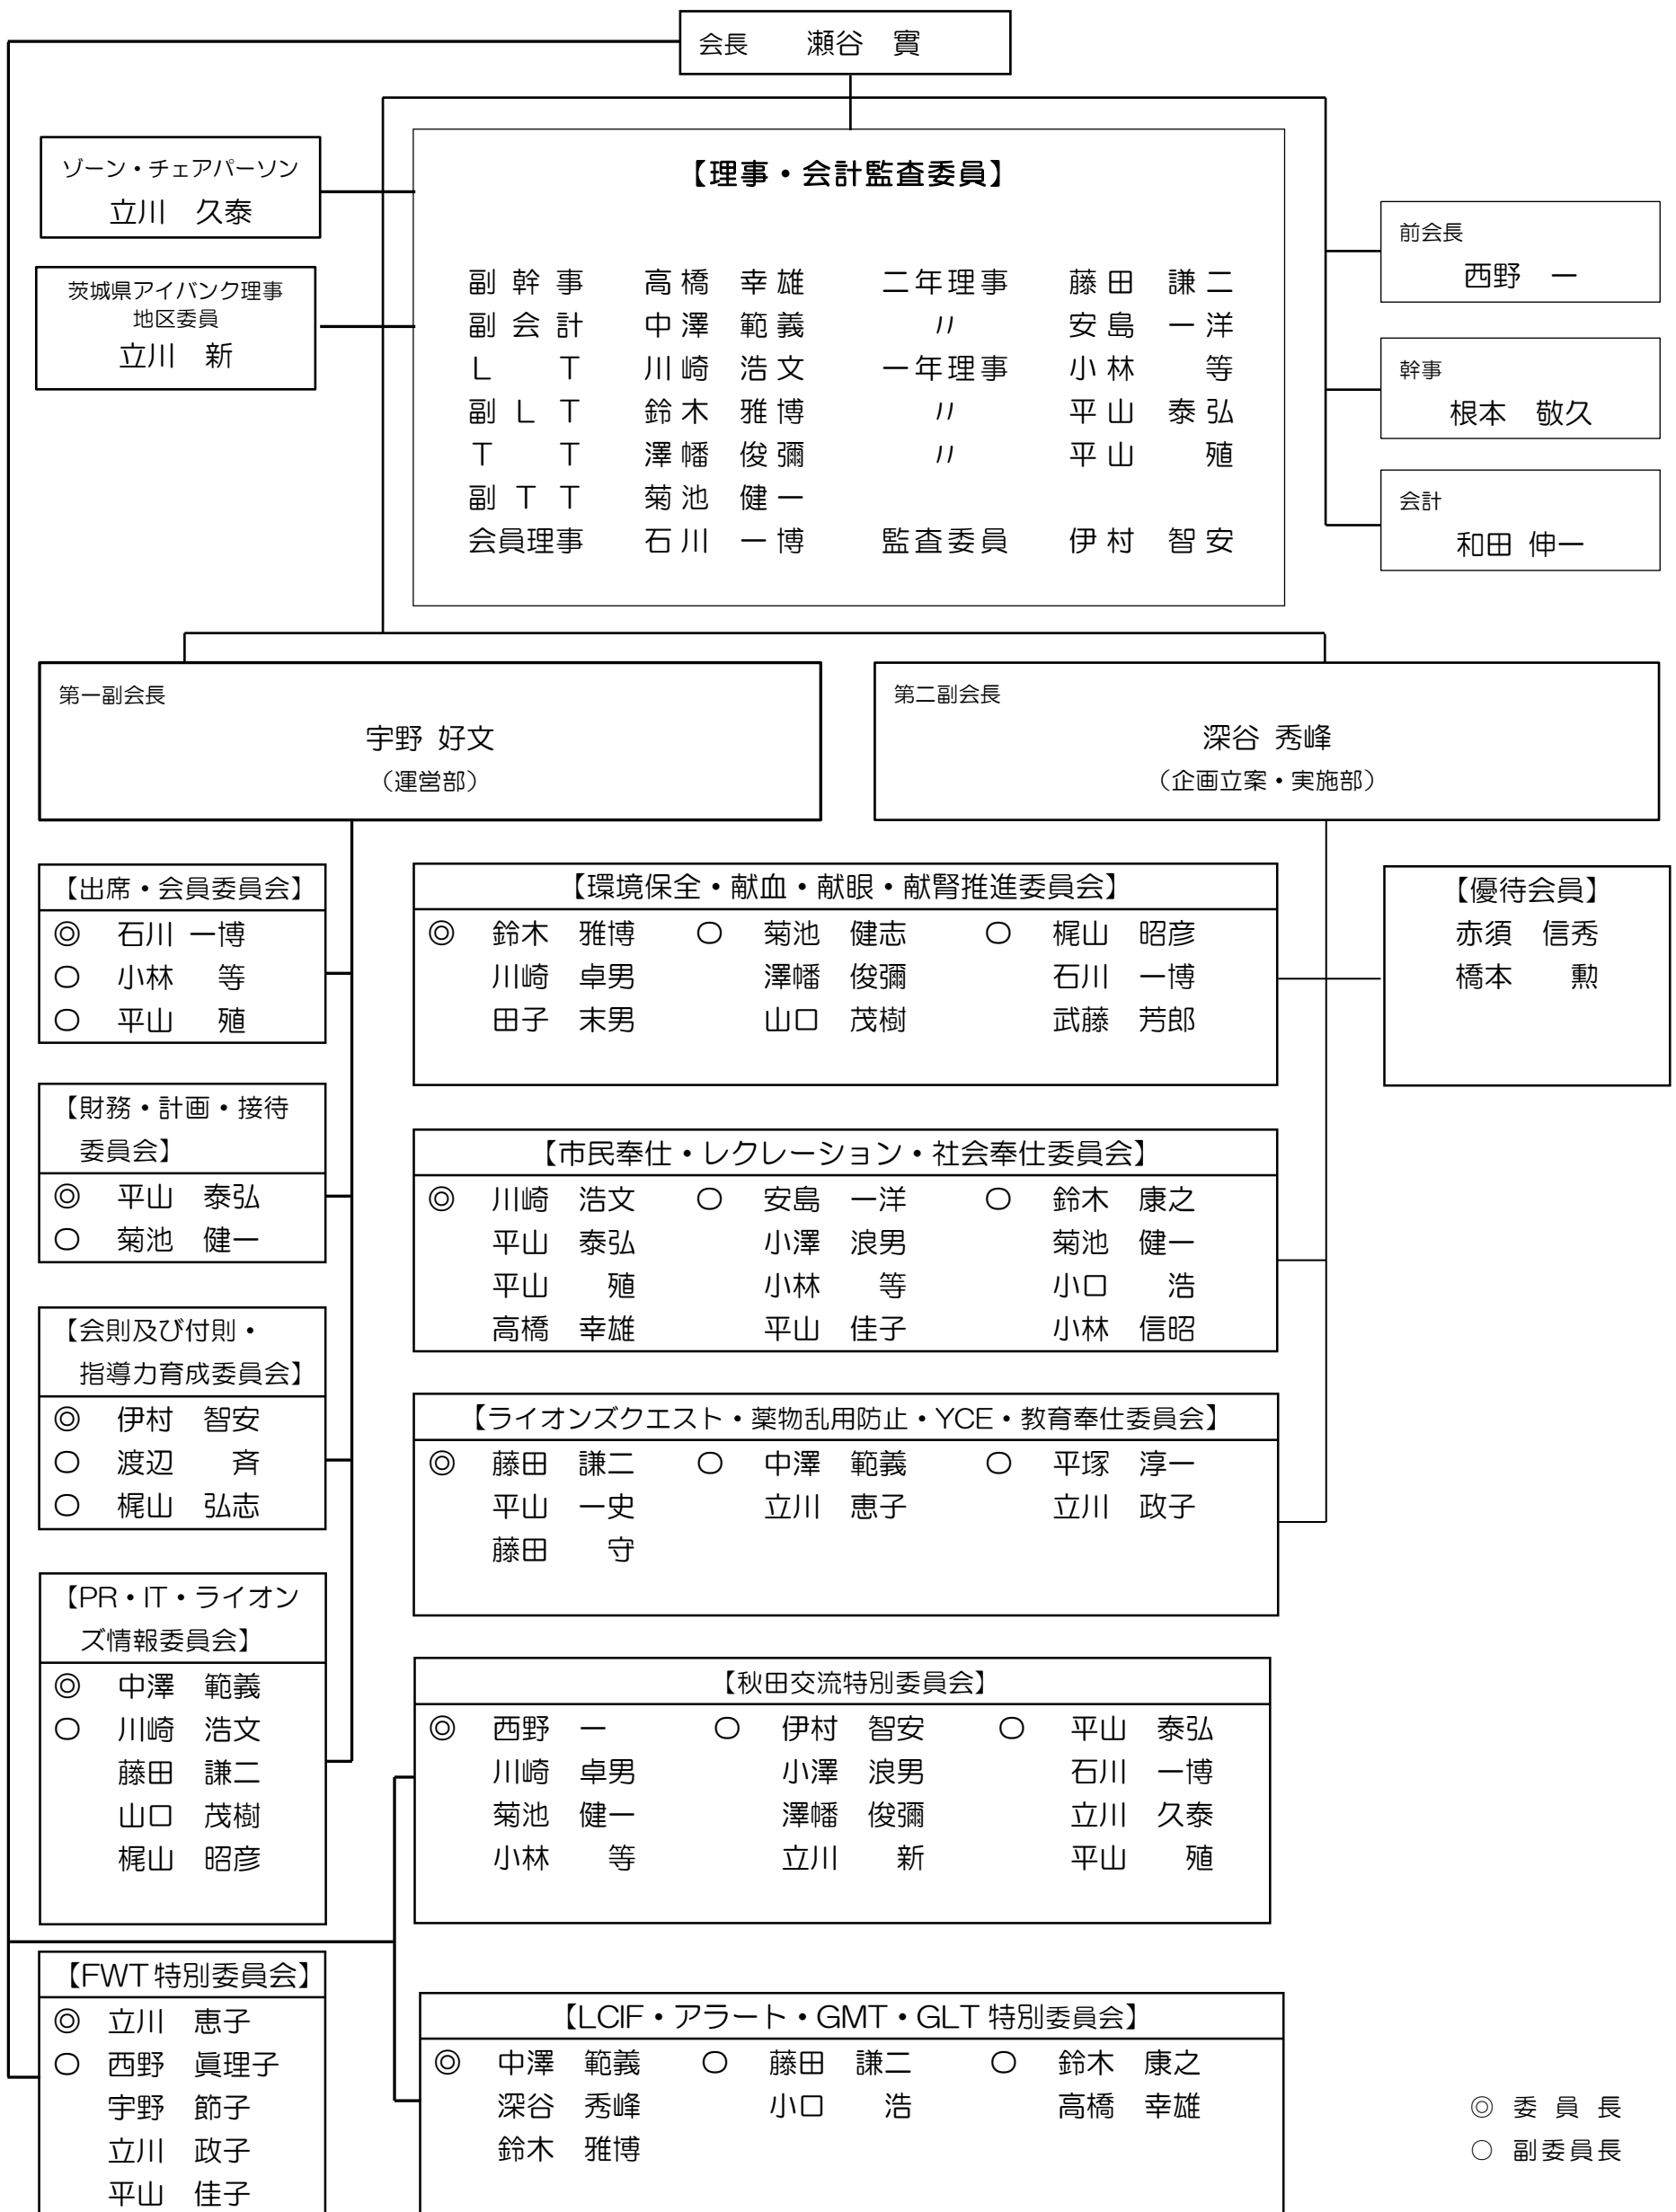 会長　瀬谷　實
ゾーン・チェアパーソン
立川　久泰
茨城県アイバンク理事
地区委員
立川　新
【理事・会計監査委員】
副幹事　高橋　幸雄　二年理事　藤田　謙二
副会計　中澤　範義　〃　安島　一洋
ＬＴ　川崎　浩文　一年理事　小林　等
副ＬＴ　鈴木　雅博　〃　平山　泰弘
ＴＴ　澤幡　俊彌　〃　平山　殖
副ＴＴ　菊池　健一
会員理事　石川　一博　監査委員　伊村　智安
前会長
西野　一
幹事
根本　敬久
会計
和田 伸一
第一副会長
宇野 好文
（運営部）
第二副会長
深谷 秀峰
（企画立案・実施部）
【出席・会員委員会】
◎　石川 一博
○　小林　等
○　平山　殖
【財務・計画・接待
委員会】
◎　平山　泰弘
○　菊池　健一
【会則及び付則・
指導力育成委員会】
◎　伊村　智安
○　渡辺　斉
○　梶山　弘志
【PR・IT・ライオン
ズ情報委員会】
◎　中澤　範義
○　川崎　浩文
藤田　謙二
山口　茂樹
梶山　昭彦
【FWT特別委員会】
◎　立川　恵子
○　西野　眞理子
宇野　節子
立川　政子
平山　佳子
【環境保全・献血・献眼・献腎推進委員会】
◎　鈴木　雅博　○　菊池　健志　○　梶山　昭彦
川崎　卓男　澤幡　俊彌　石川　一博
田子　末男　山口　茂樹　武藤　芳郎
【優待会員】
赤須　信秀
橋本　勲
【市民奉仕・レクレーション・社会奉仕委員会】
◎　川崎　浩文　○　安島　一洋　○　鈴木　康之
平山　泰弘　小澤　浪男　菊池　健一
平山　殖　小林　等　小口　浩
高橋　幸雄　平山　佳子　小林　信昭
【ライオンズクエスト・薬物乱用防止・YCE・教育奉仕委員会】
◎　藤田　謙二　○　中澤　範義　○　平塚　淳一
平山　一史　立川　恵子　立川　政子
藤田　守
【秋田交流特別委員会】
◎　西野　一　○　伊村　智安　○　平山　泰弘
川崎　卓男　小澤　浪男　石川　一博
菊池　健一　澤幡　俊彌　立川　久泰
小林　等　立川　新　平山　殖
【LCIF・アラート・GMT・GLT特別委員会】
◎　中澤　範義　○　藤田　謙二　○　鈴木　康之
深谷　秀峰　小口　浩　高橋　幸雄
鈴木　雅博
◎　委員長
○　副委員長